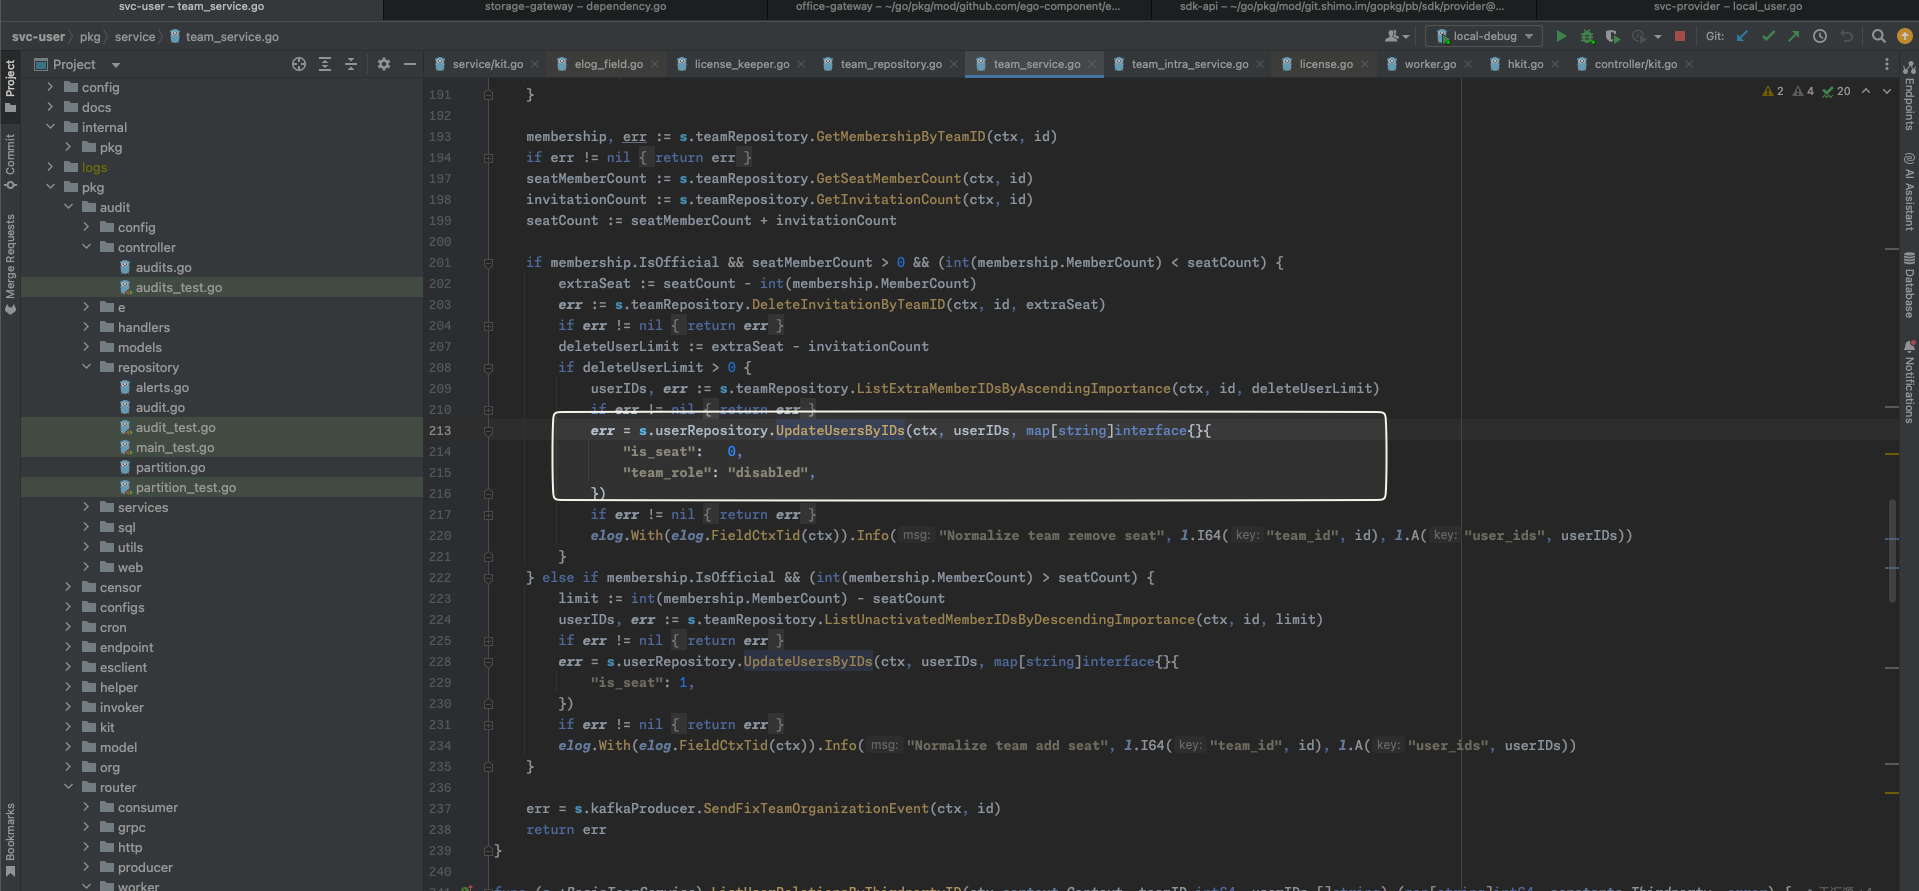 svc-user – team_service.go
storage-gateway – dependency.go
office-gateway – ~/go/pkg/mod/github.com/ego-component/e...
sdk-api – ~/go/pkg/mod/git.shimo.im/gopkg/pb/sdk/provider@...
svc-provider – local_user.go
svc-user pkg service team_service.go
local-debug
Git:
Project
service/kit.go
elog_field.go
license_keeper.go
team_repository.go
team_service.go
team_intra_service.go
license.go
worker.go
hkit.go
controller/kit.go
2 4 20
Project
Commit
Merge Requests
Bookmarks
Endpoints
AI Assistant
Database
Notifications
config
docs
internal
pkg
logs
pkg
audit
config
controller
audits.go
audits_test.go
e
handlers
models
repository
alerts.go
audit.go
audit_test.go
main_test.go
partition.go
partition_test.go
services
sql
utils
web
censor
configs
cron
endpoint
esclient
helper
invoker
kit
model
org
router
consumer
grpc
http
producer
worker
191 }
192
193 membership, err := s.teamRepository.GetMembershipByTeamID(ctx, id)
194 if err != nil { return err }
197 seatMemberCount := s.teamRepository.GetSeatMemberCount(ctx, id)
198 invitationCount := s.teamRepository.GetInvitationCount(ctx, id)
199 seatCount := seatMemberCount + invitationCount
200
201 if membership.IsOfficial && seatMemberCount > 0 && (int(membership.MemberCount) < seatCount) {
202 extraSeat := seatCount - int(membership.MemberCount)
203 err := s.teamRepository.DeleteInvitationByTeamID(ctx, id, extraSeat)
204 if err != nil { return err }
207 deleteUserLimit := extraSeat - invitationCount
208 if deleteUserLimit > 0 {
209 userIDs, err := s.teamRepository.ListExtraMemberIDsByAscendingImportance(ctx, id, deleteUserLimit)
210 if err != nil { return err }
213 err = s.userRepository.UpdateUsersByIDs(ctx, userIDs, map[string]interface{}{
214 "is_seat": 0,
215 "team_role": "disabled",
216 })
217 if err != nil { return err }
220 elog.With(elog.FieldCtxTid(ctx)).Info( msg: "Normalize team remove seat", l.I64( key: "team_id", id), l.A( key: "user_ids", userIDs))
221 }
222 } else if membership.IsOfficial && (int(membership.MemberCount) > seatCount) {
223 limit := int(membership.MemberCount) - seatCount
224 userIDs, err := s.teamRepository.ListUnactivatedMemberIDsByDescendingImportance(ctx, id, limit)
225 if err != nil { return err }
228 err = s.userRepository.UpdateUsersByIDs(ctx, userIDs, map[string]interface{}{
229 "is_seat": 1,
230 })
231 if err != nil { return err }
234 elog.With(elog.FieldCtxTid(ctx)).Info( msg: "Normalize team add seat", l.I64( key: "team_id", id), l.A( key: "user_ids", userIDs))
235 }
236
237 err = s.kafkaProducer.SendFixTeamOrganizationEvent(ctx, id)
238 return err
239 }
240